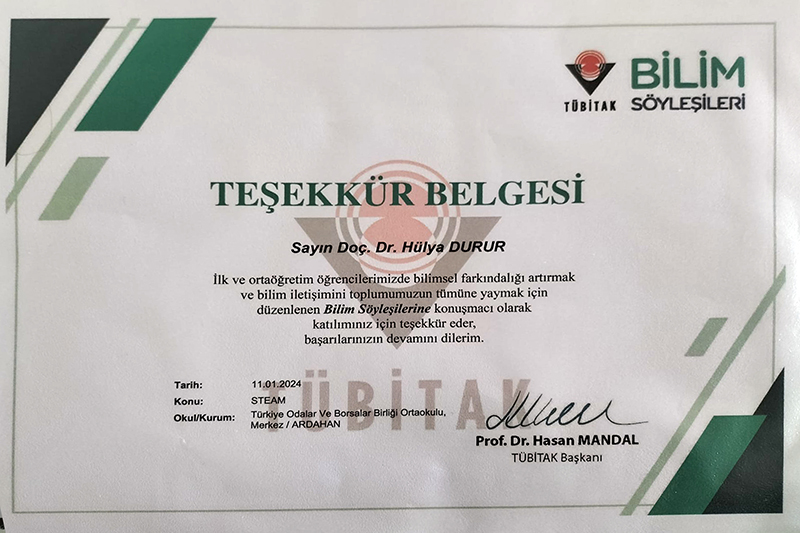 TÜBİTAK
BİLİM
SÖYLEŞİLERİ
TEŞEKKÜR BELGESİ
Sayın Doç. Dr. Hülya DURUR
İlk ve ortaöğretim öğrencilerimizde bilimsel farkındalığı artırmak
ve bilim iletişimini toplumumuzun tümüne yaymak için
düzenlenen Bilim Söyleşilerine konuşmacı olarak
katılımınız için teşekkür eder,
başarılarınızın devamını dilerim.
Tarih: 11.01.2024
Konu: STEAM
Okul/Kurum: Türkiye Odalar Ve Borsalar Birliği Ortaokulu,
Merkez / ARDAHAN
TÜBİTAK
Prof. Dr. Hasan MANDAL
TÜBİTAK Başkanı